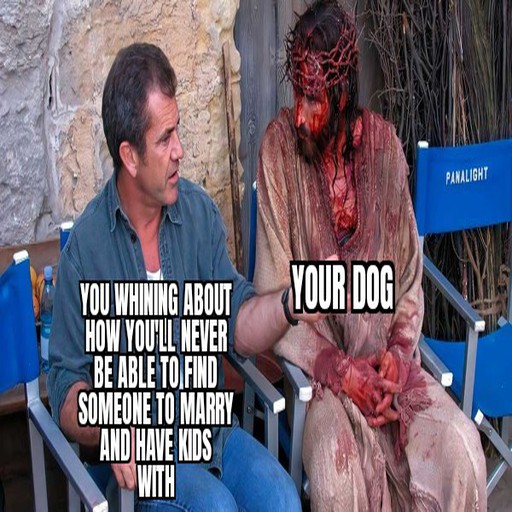 PANALIGHT
YOUR DOG
YOU WHINING ABOUT
HOW YOU'LL NEVER
BE ABLE TO FIND
SOMEONE TO MARRY
AND HAVE KIDS
WITH